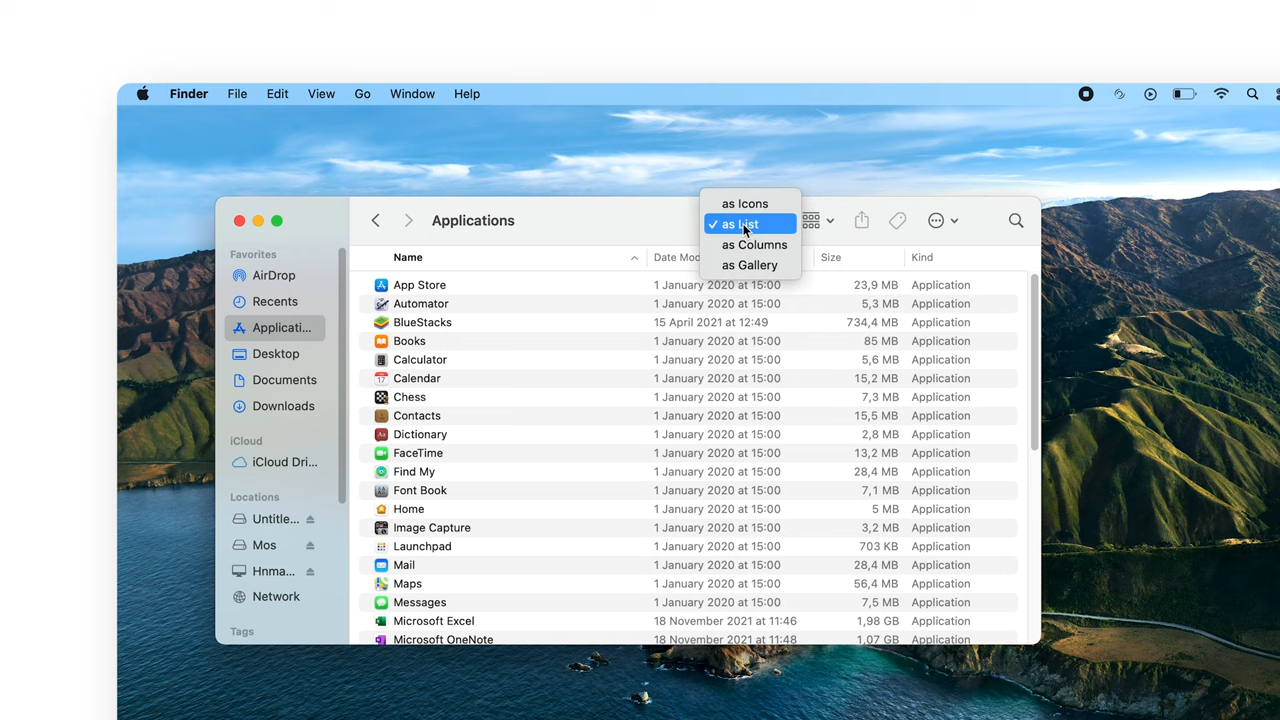 Finder File Edit View Go Window Help
Applications
as Icons
✓ as List
as Columns
as Gallery
Favorites
AirDrop
Recents
Applicati...
Desktop
Documents
Downloads
iCloud
iCloud Dri...
Locations
Untitle...
Mos
Hnma...
Network
Tags
Name Date Mod Size Kind
App Store 1 January 2020 at 15:00 23,9 MB Application
Automator 1 January 2020 at 15:00 5,3 MB Application
BlueStacks 15 April 2021 at 12:49 734,4 MB Application
Books 1 January 2020 at 15:00 85 MB Application
Calculator 1 January 2020 at 15:00 5,6 MB Application
17 Calendar 1 January 2020 at 15:00 15,2 MB Application
Chess 1 January 2020 at 15:00 7,3 MB Application
Contacts 1 January 2020 at 15:00 15,5 MB Application
Aa Dictionary 1 January 2020 at 15:00 2,8 MB Application
FaceTime 1 January 2020 at 15:00 13,2 MB Application
Find My 1 January 2020 at 15:00 28,4 MB Application
Font Book 1 January 2020 at 15:00 7,1 MB Application
Home 1 January 2020 at 15:00 5 MB Application
Image Capture 1 January 2020 at 15:00 3,2 MB Application
Launchpad 1 January 2020 at 15:00 703 KB Application
Mail 1 January 2020 at 15:00 28,4 MB Application
Maps 1 January 2020 at 15:00 56,4 MB Application
Messages 1 January 2020 at 15:00 7,5 MB Application
Microsoft Excel 18 November 2021 at 11:46 1,98 GB Application
Microsoft OneNote 18 November 2021 at 11:48 1,07 GB Application